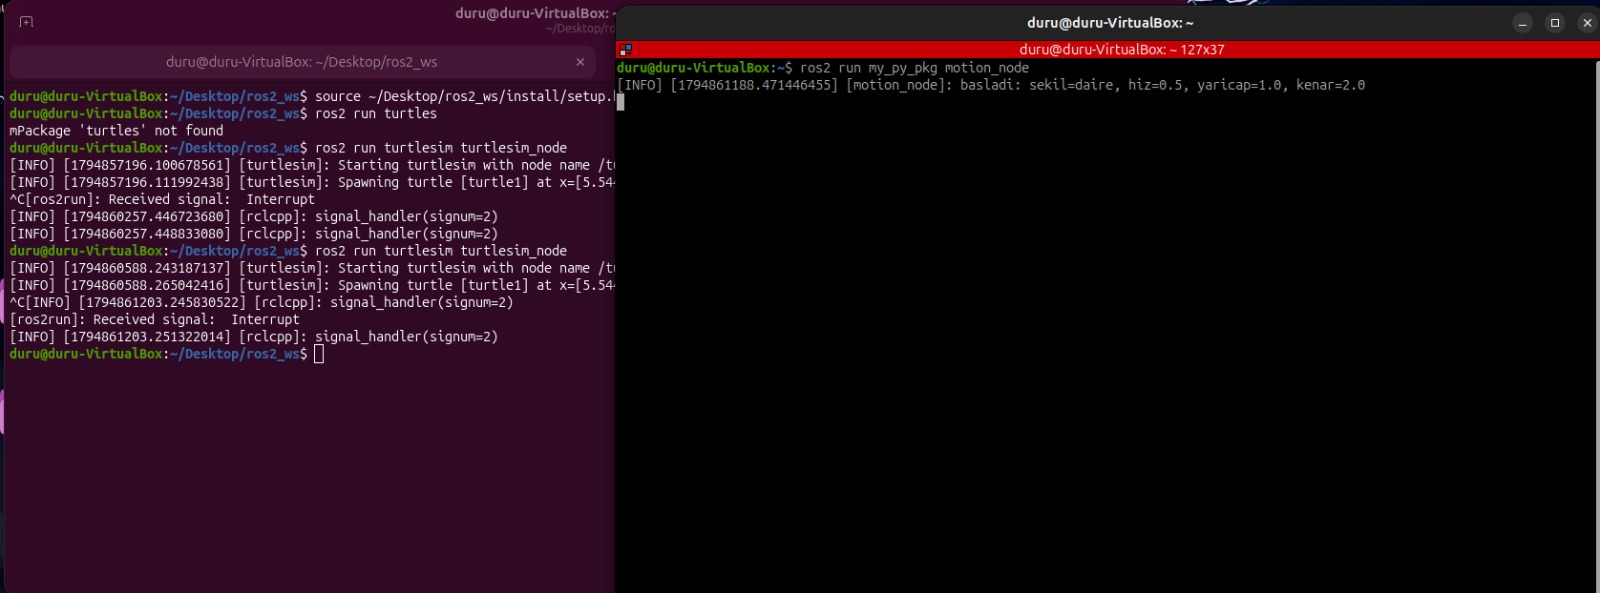 duru@duru-VirtualBox:
~/Desktop/ro
duru@duru-VirtualBox: ~/Desktop/ros2_ws
duru@duru-VirtualBox:~/Desktop/ros2_ws$ source ~/Desktop/ros2_ws/install/setup.
duru@duru-VirtualBox:~/Desktop/ros2_ws$ ros2 run turtles
mPackage 'turtles' not found
duru@duru-VirtualBox:~/Desktop/ros2_ws$ ros2 run turtlesim turtlesim_node
[INFO] [1794857196.100678561] [turtlesim]: Starting turtlesim with node name /tu
[INFO] [1794857196.111992438] [turtlesim]: Spawning turtle [turtle1] at x=[5.544
^C[ros2run]: Received signal:  Interrupt
[INFO] [1794860257.446723680] [rclcpp]: signal_handler(signum=2)
[INFO] [1794860257.448833080] [rclcpp]: signal_handler(signum=2)
duru@duru-VirtualBox:~/Desktop/ros2_ws$ ros2 run turtlesim turtlesim_node
[INFO] [1794860588.243187137] [turtlesim]: Starting turtlesim with node name /tu
[INFO] [1794860588.265042416] [turtlesim]: Spawning turtle [turtle1] at x=[5.544
^C[INFO] [1794861203.245830522] [rclcpp]: signal_handler(signum=2)
[ros2run]: Received signal:  Interrupt
[INFO] [1794861203.251322014] [rclcpp]: signal_handler(signum=2)
duru@duru-VirtualBox:~/Desktop/ros2_ws$
duru@duru-VirtualBox: ~
duru@duru-VirtualBox: ~ 127x37
duru@duru-VirtualBox:~$ ros2 run my_py_pkg motion_node
[INFO] [1794861188.471446455] [motion_node]: basladi: sekil=daire, hiz=0.5, yaricap=1.0, kenar=2.0